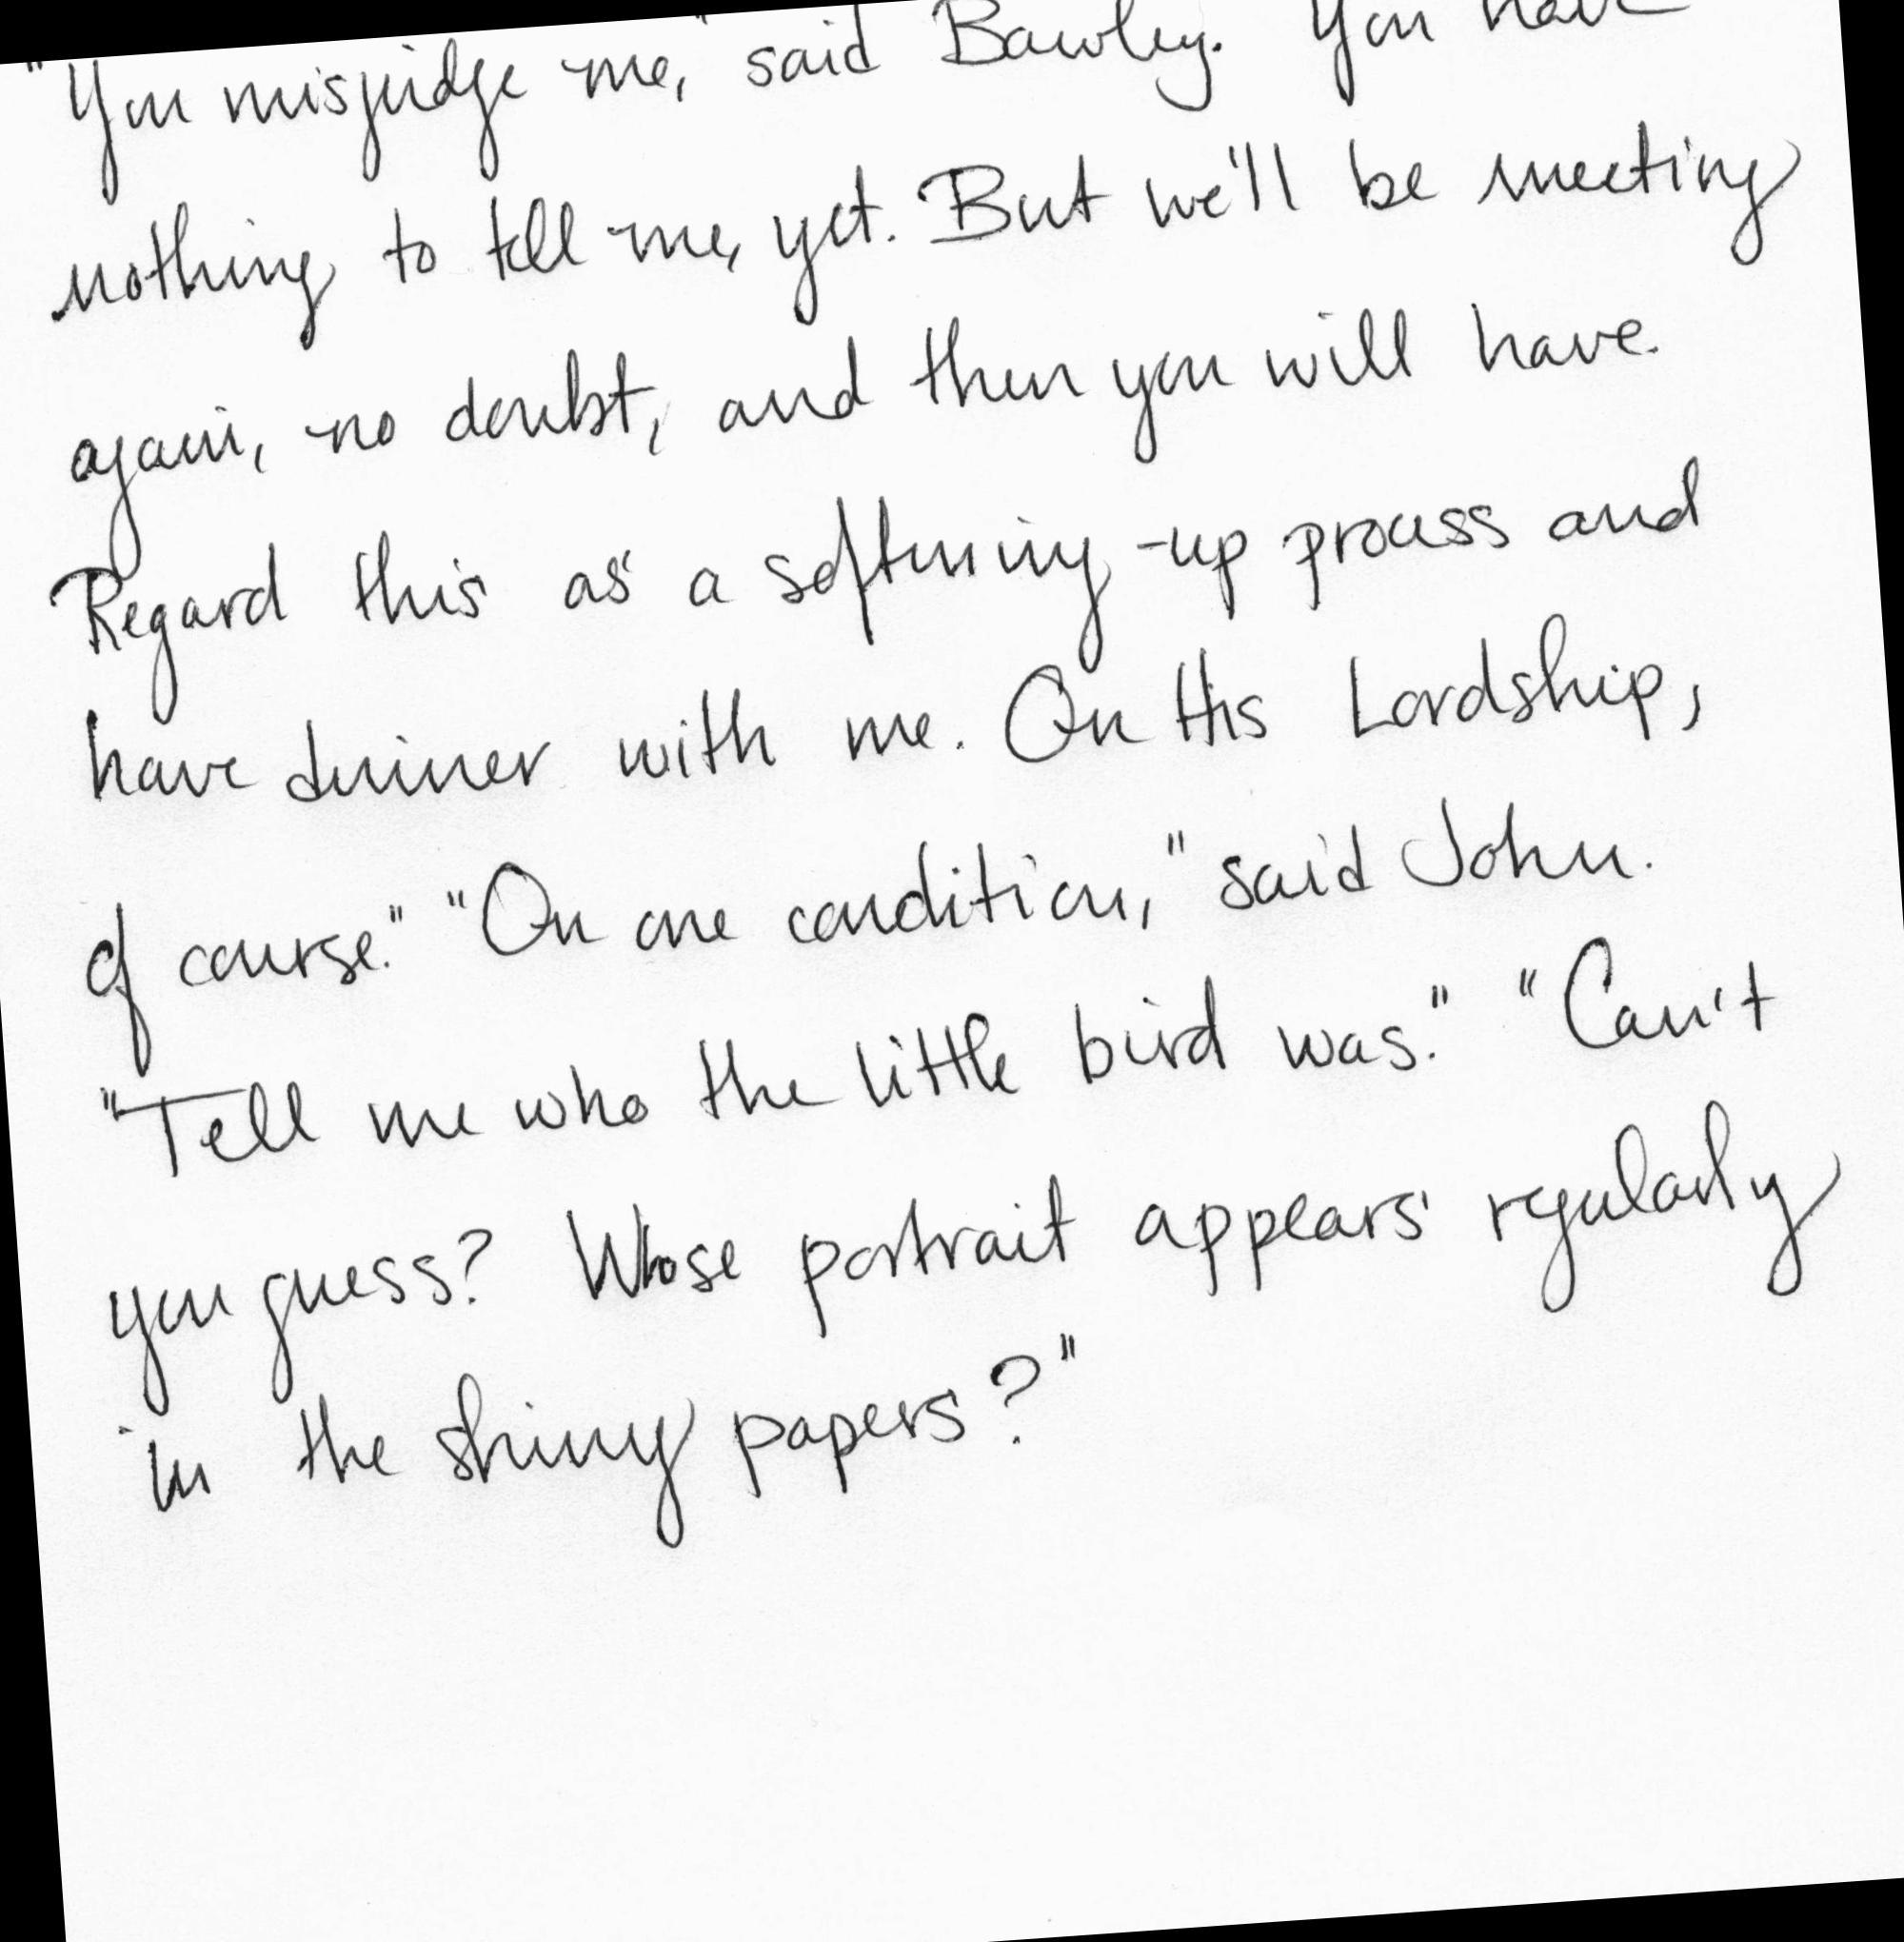 "You misjudge me," said Bawley. You have
nothing to tell me, yet. But we'll be meeting
again, no doubt, and then you will have.
Regard this as a softening-up process and
have dinner with me. On His Lordship,
of course." "On one condition," said John.
"Tell me who the little bird was." "Can't
you guess? Whose portrait appears regularly
in the shiny papers?"